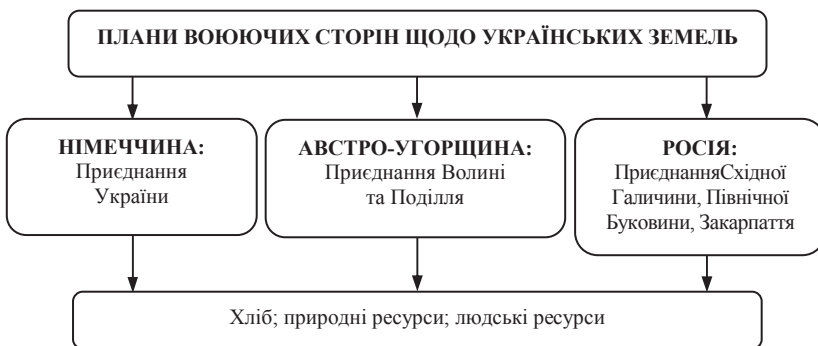 ПЛАНИ ВОЮЮЧИХ СТОРІН ЩОДО УКРАЇНСЬКИХ ЗЕМЕЛЬ
НІМЕЧЧИНА:
Приєднання
України
АВСТРО-УГОРЩИНА:
Приєднання Волині
та Поділля
РОСІЯ:
ПриєднанняСхідної
Галичини, Північної
Буковини, Закарпаття
Хліб; природні ресурси; людські ресурси